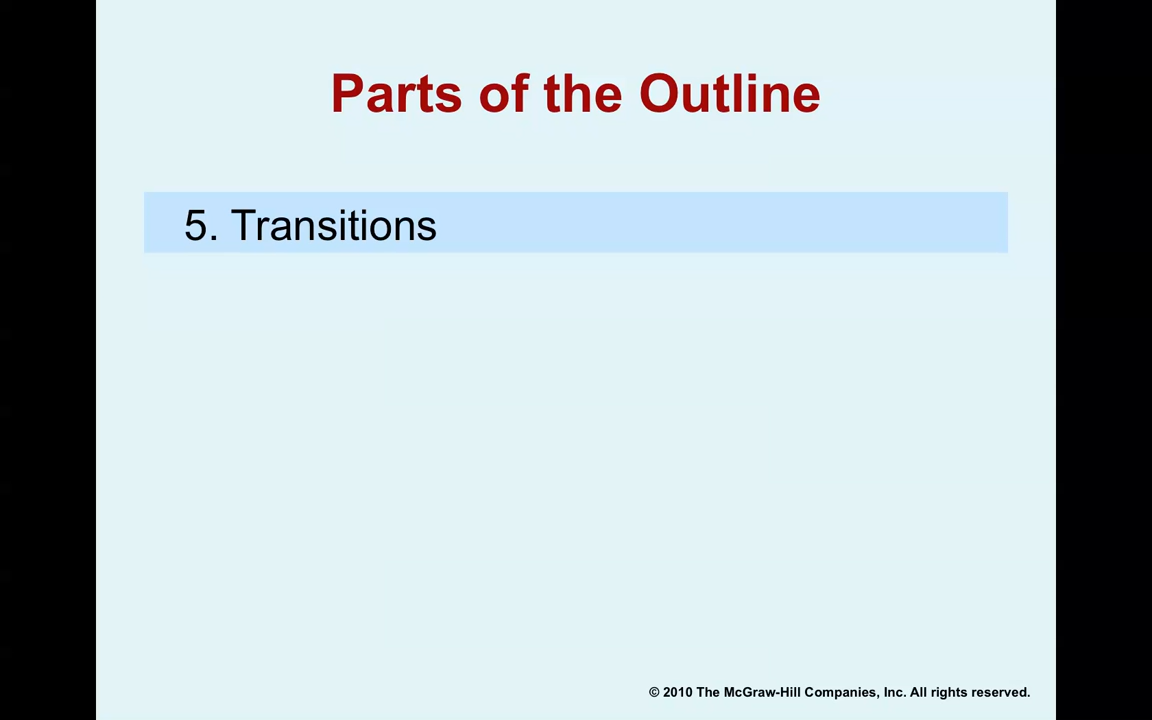 Parts of the Outline
5. Transitions
© 2010 The McGraw-Hill Companies, Inc. All rights reserved.